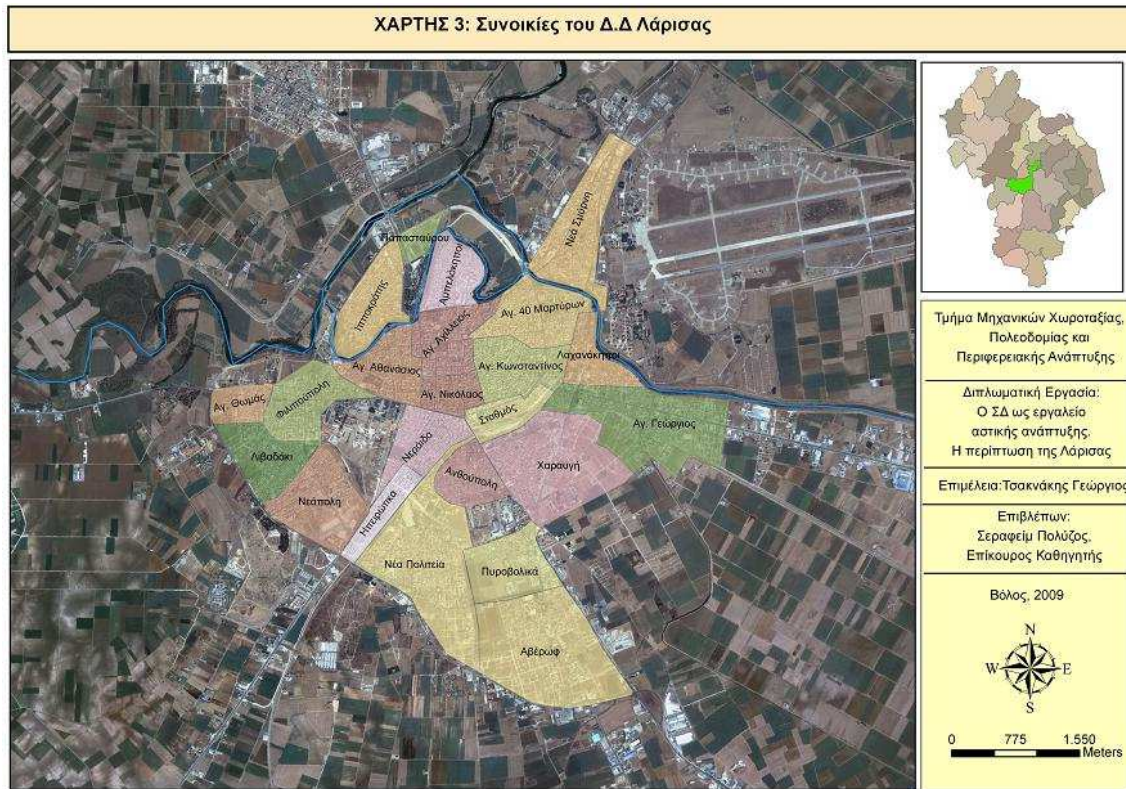 ΧΑΡΤΗΣ 3: Συνοικίες του Δ.Δ Λάρισας
Νέα Σμύρνη
Παπασταύρου
Αμπελόκηποι
Ιπποκράτης
Αγ. 40 Μαρτύρων
Αγ. Αχίλλειος
Λαχανόκηποι
Αγ. Αθανάσιος
Αγ. Κωνσταντίνος
Αγ. Νικόλαος
Αγ. Θωμάς
Φιλιππούπολη
Σταθμός
Αγ. Γεώργιος
Λιβαδάκι
Νεράιδα
Χαραυγή
Ανθούπολη
Νεάπολη
Ηπειρώτικα
Νέα Πολιτεία
Πυροβολικά
Αβέρωφ
Τμήμα Μηχανικών Χωροταξίας,
Πολεοδομίας και
Περιφερειακής Ανάπτυξης
Διπλωματική Εργασία:
Ο ΣΔ ως εργαλείο
αστικής ανάπτυξης.
Η περίπτωση της Λάρισας
Επιμέλεια:Τσακνάκης Γεώργιος
Επιβλέπων:
Σεραφείμ Πολύζος,
Επίκουρος Καθηγητής
Βόλος, 2009
N
W E
S
0 775 1.550
Meters